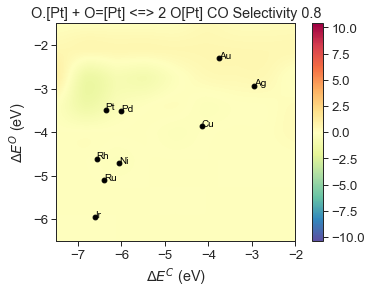 O.[Pt] + O=[Pt] <=> 2 O[Pt] CO Selectivity 0.8
10.0
7.5
5.0
2.5
0.0
−2.5
−5.0
−7.5
−10.0
−2
−3
−4
−5
−6
ΔE^O (eV)
Au
Ag
Pt
Pd
Cu
Rh
Ni
Ru
Ir
−7
−6
−5
−4
−3
−2
ΔE^C (eV)